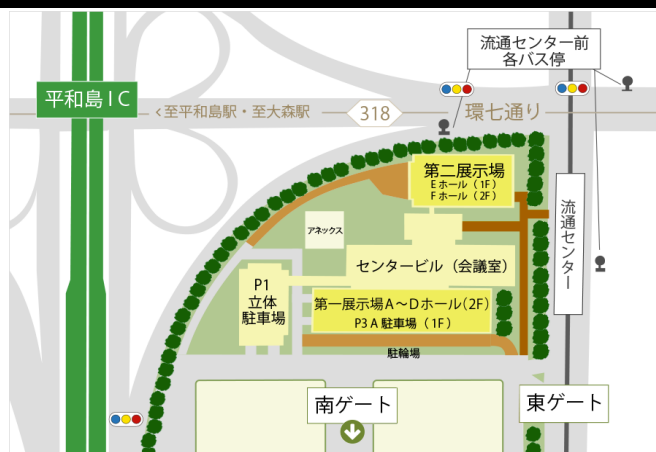 流通センター前
各バス停
平和島IC
<至平和島駅・至大森駅
318
環七通り
第二展示場
Eホール(1F)
Fホール(2F)
アネックス
流通センター
センタービル(会議室)
P1
立体
駐車場
第一展示場A~Dホール(2F)
P3 A 駐車場(1F)
駐輪場
南ゲート
東ゲート